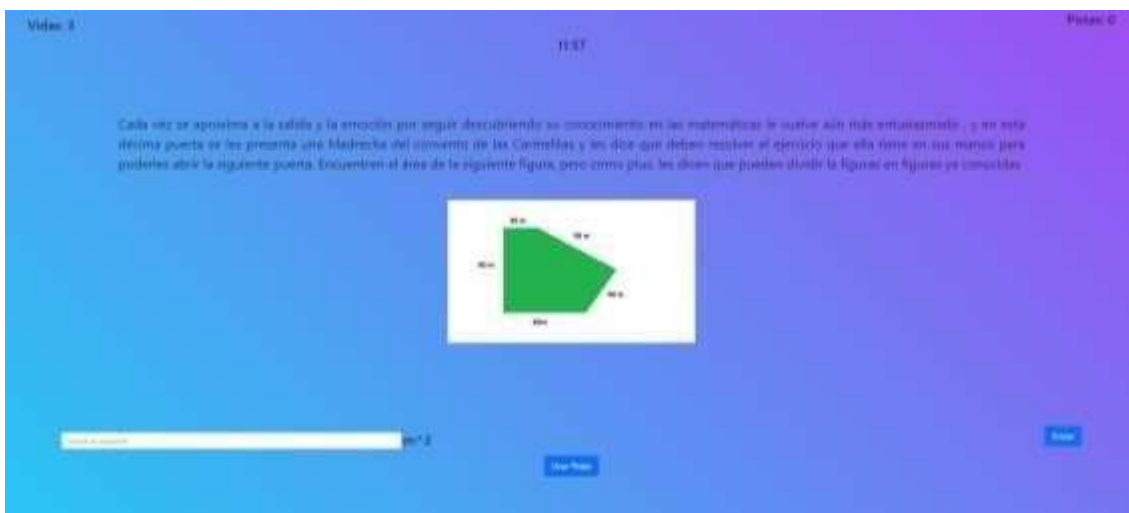 Vidas: 3
Pistas: 0
11:57
Cada vez se aproxima a la salida y la emoción por seguir descubriendo su conocimiento en las matemáticas le vuelve aún más entusiasmado , y en esta
décima puerta se les presenta una Madrecita del convento de las Carmelitas y les dice que deben resolver el ejercicio que ella tiene en sus manos para
poderles abrir la siguiente puerta. Encuentren el área de la siguiente figura, pero como plus, les dicen que pueden dividir la figuras en figuras ya conocidas
m^2
Usar Pista